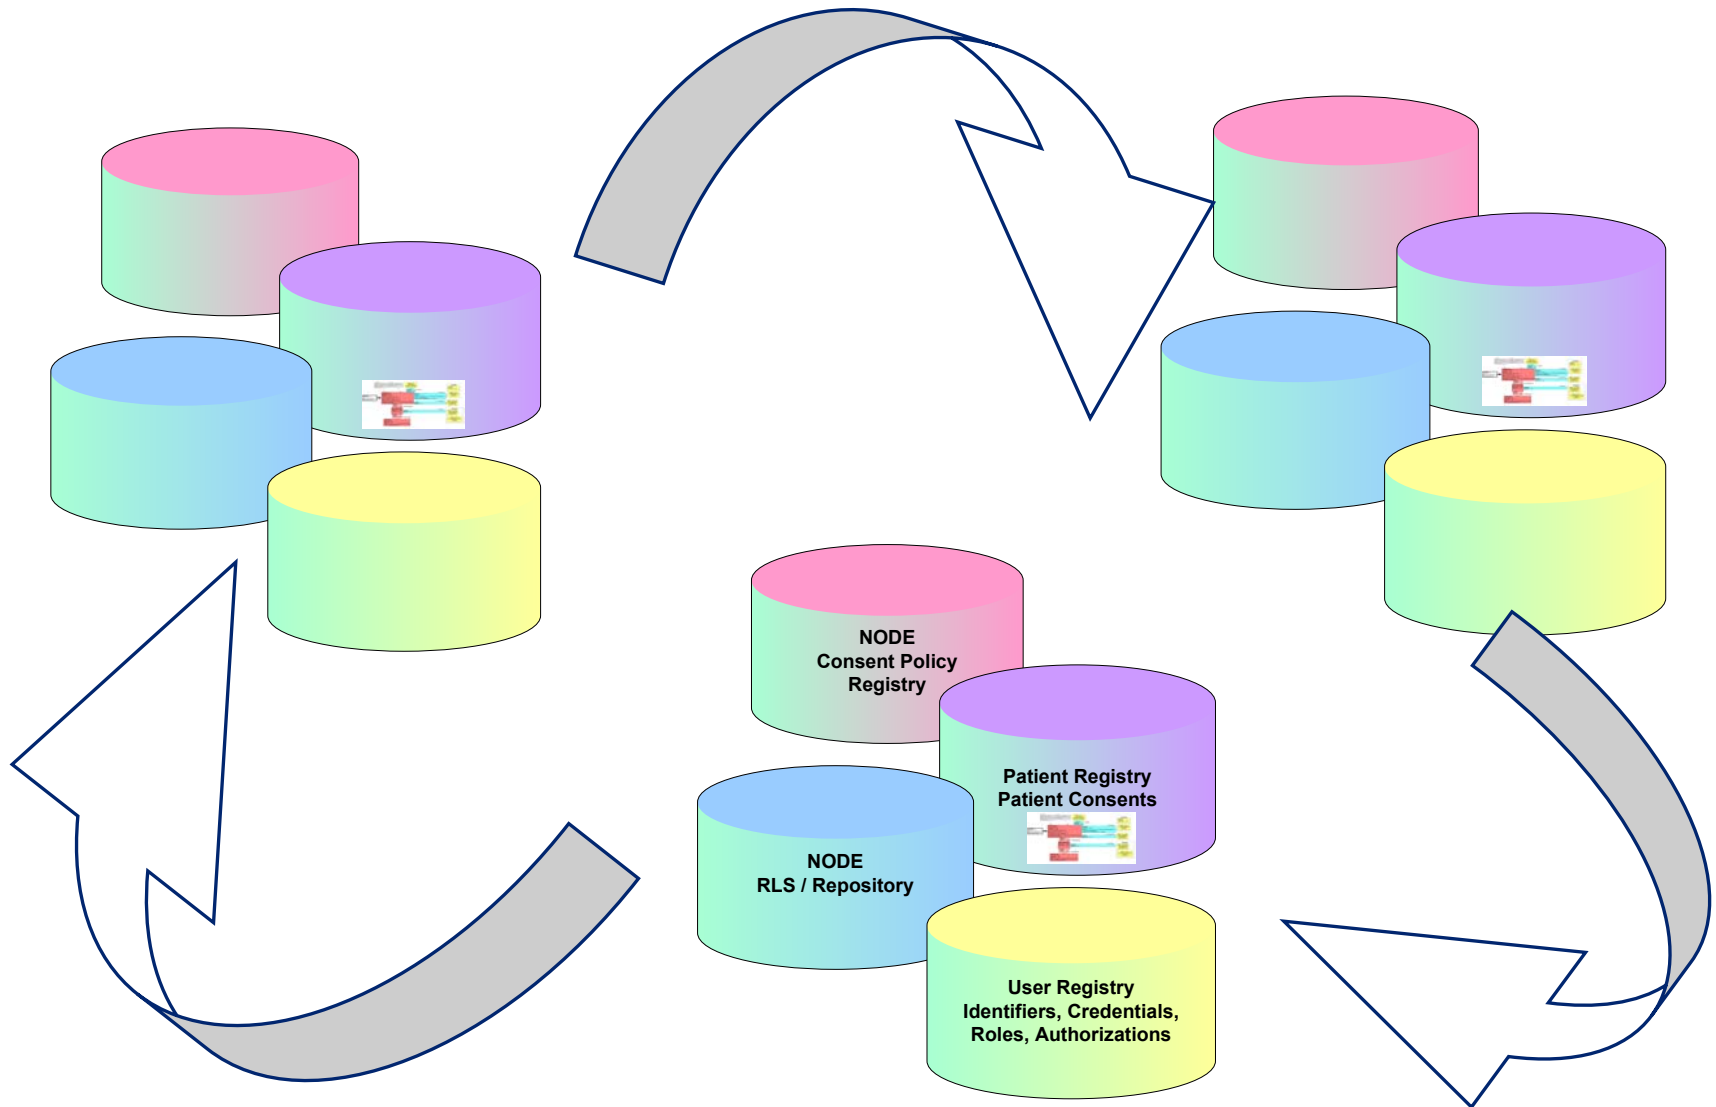 NODE
Consent Policy
Registry
Patient Registry
Patient Consents
NODE
RLS / Repository
User Registry
Identifiers, Credentials,
Roles, Authorizations